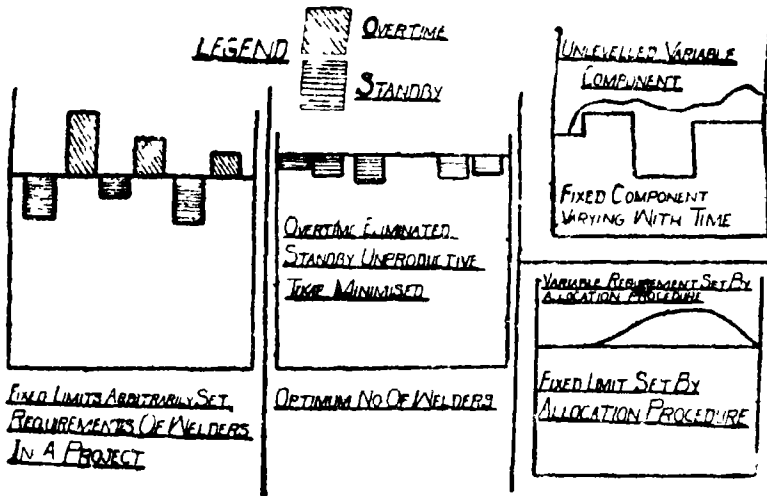 LEGEND
OVERTIME
STANDBY
FIXED LIMITS ARBITRARILY SET
REQUIREMENTS OF WELDERS
IN A PROJECT
OVERTIME ELIMINATED
STANDBY UNPRODUCTIVE
MINIMISED
OPTIMUM NO OF WELDERS
UNLEVELLED VARIABLE
COMPONENT
FIXED COMPONENT
VARYING WITH TIME
VARIABLE REQUIREMENT SET BY
ALLOCATION PROCEDURE
FIXED LIMIT SET BY
ALLOCATION PROCEDURE